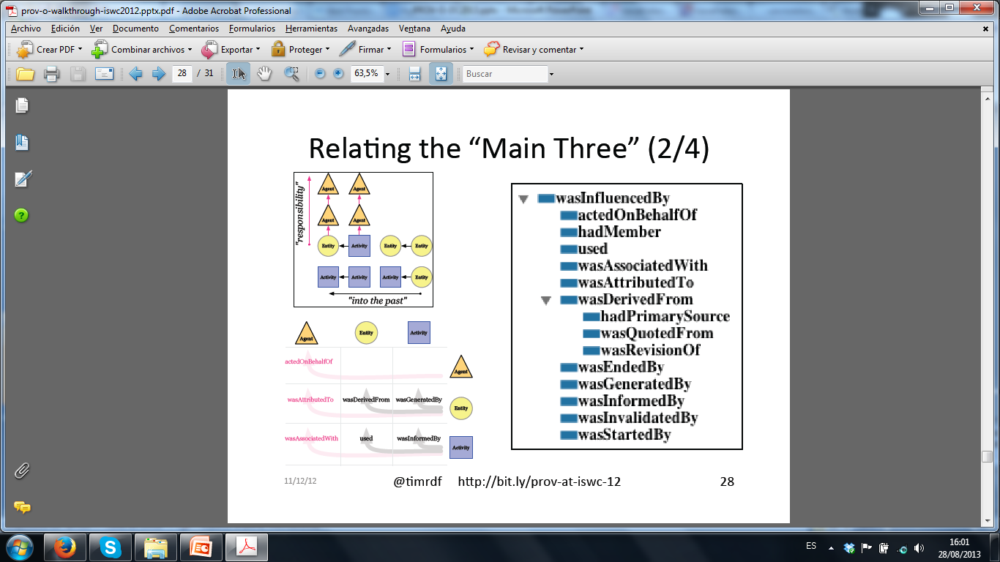 prov-o-walkthrough-iswc2012.pptx.pdf - Adobe Acrobat Professional
Archivo Edición Ver Documento Comentarios Formularios Herramientas Avanzadas Ventana Ayuda
Crear PDF Combinar archivos Exportar Proteger Firmar Formularios Revisar y comentar
28 / 31 63,5% Buscar
Relating the “Main Three” (2/4)
"responsibility"
Agent Agent
Agent Agent
Entity Activity Entity Entity
Activity Activity Activity Entity
"into the past"
Agent Entity Activity
actedOnBehalfOf Agent
wasAttributedTo wasDerivedFrom wasGeneratedBy Entity
wasAssociatedWith used wasInformedBy Activity
wasInfluencedBy
actedOnBehalfOf
hadMember
used
wasAssociatedWith
wasAttributedTo
wasDerivedFrom
hadPrimarySource
wasQuotedFrom
wasRevisionOf
wasEndedBy
wasGeneratedBy
wasInformedBy
wasInvalidatedBy
wasStartedBy
11/12/12 @timrdf http://bit.ly/prov-at-iswc-12 28
ES 16:01
28/08/2013